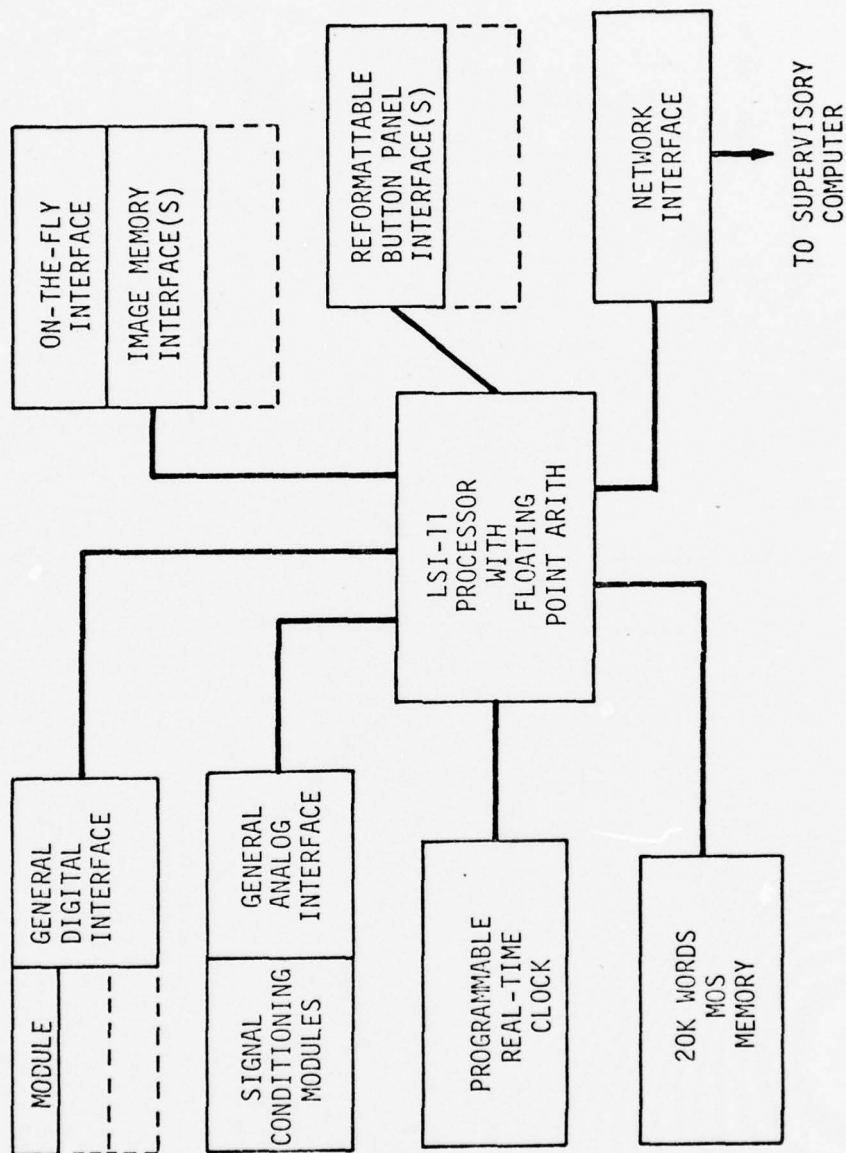 MODULE
GENERAL
DIGITAL
INTERFACE
ON-THE-FLY
INTERFACE
IMAGE MEMORY
INTERFACE(S)
SIGNAL
CONDITIONING
MODULES
GENERAL
ANALOG
INTERFACE
LSI-11
PROCESSOR
WITH
FLOATING
POINT ARITH
REFORMATTABLE
BUTTON PANEL
INTERFACE(S)
PROGRAMMABLE
REAL-TIME
CLOCK
20K WORDS
MOS
MEMORY
NETWORK
INTERFACE
TO SUPERVISORY
COMPUTER